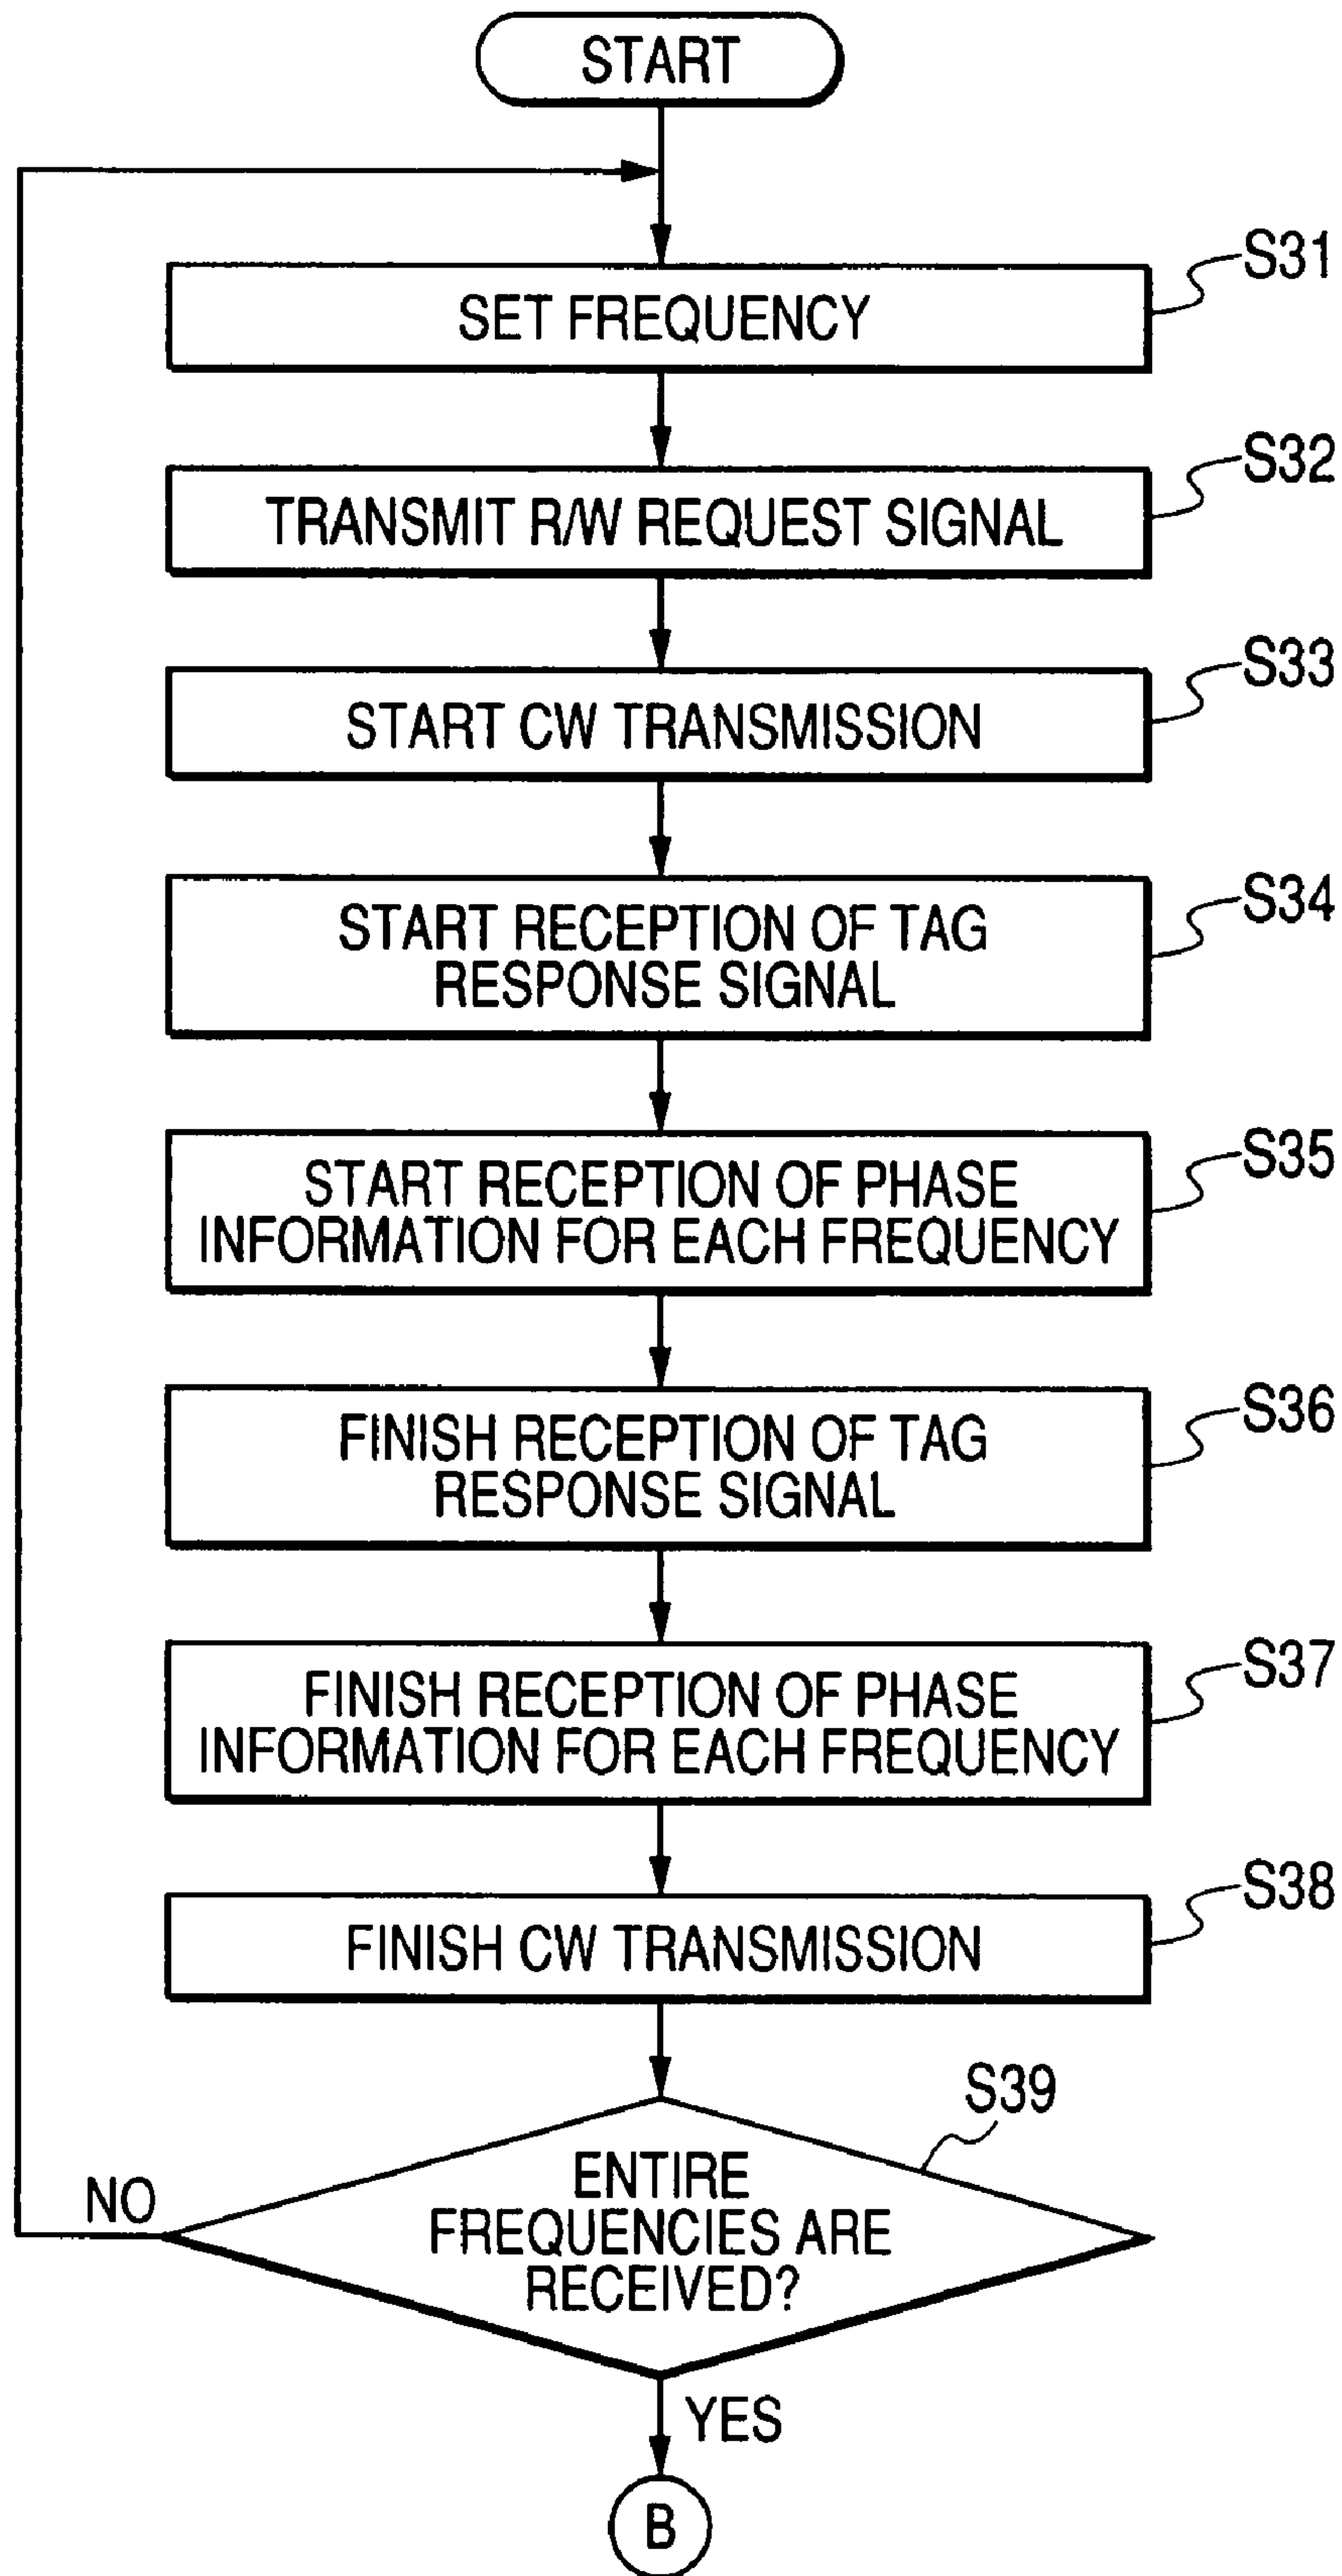 START
S31
SET FREQUENCY
S32
TRANSMIT R/W REQUEST SIGNAL
S33
START CW TRANSMISSION
S34
START RECEPTION OF TAG
RESPONSE SIGNAL
S35
START RECEPTION OF PHASE
INFORMATION FOR EACH FREQUENCY
S36
FINISH RECEPTION OF TAG
RESPONSE SIGNAL
S37
FINISH RECEPTION OF PHASE
INFORMATION FOR EACH FREQUENCY
S38
FINISH CW TRANSMISSION
S39
ENTIRE
FREQUENCIES ARE
RECEIVED?
NO
YES
B